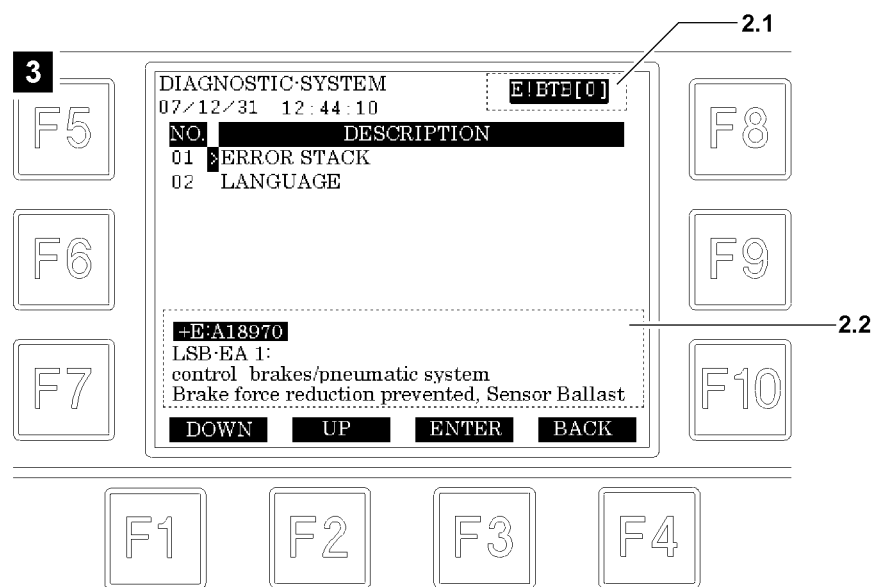 2.1
3
DIAGNOSTIC·SYSTEM
E!BTB[0]
07/12/31 12:44:10
F5
F8
NO. DESCRIPTION
01 >ERROR STACK
02 LANGUAGE
F6
F9
+E:A18970
2.2
LSB·EA 1:
control brakes/pneumatic system
Brake force reduction prevented, Sensor Ballast
F7
F10
DOWN UP ENTER BACK
F1 F2 F3 F4